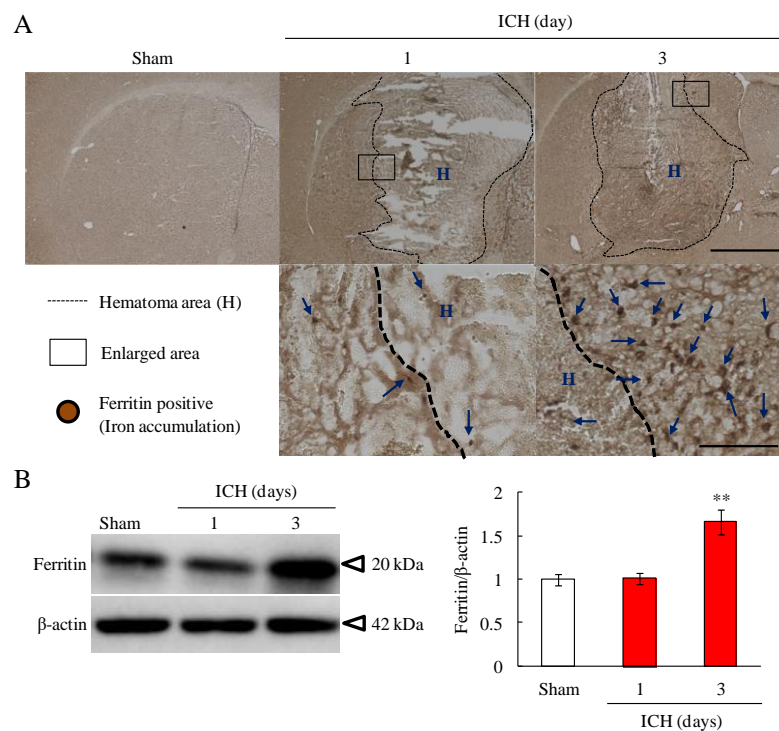 A
ICH (day)
Sham
1
3
H
H
Hematoma area (H)
Enlarged area
Ferritin positive
(Iron accumulation)
H
H
B
ICH (days)
Sham
1
3
Ferritin
20 kDa
β-actin
42 kDa
Ferritin/β-actin
2
1.5
1
0.5
0
**
Sham
1
3
ICH (days)